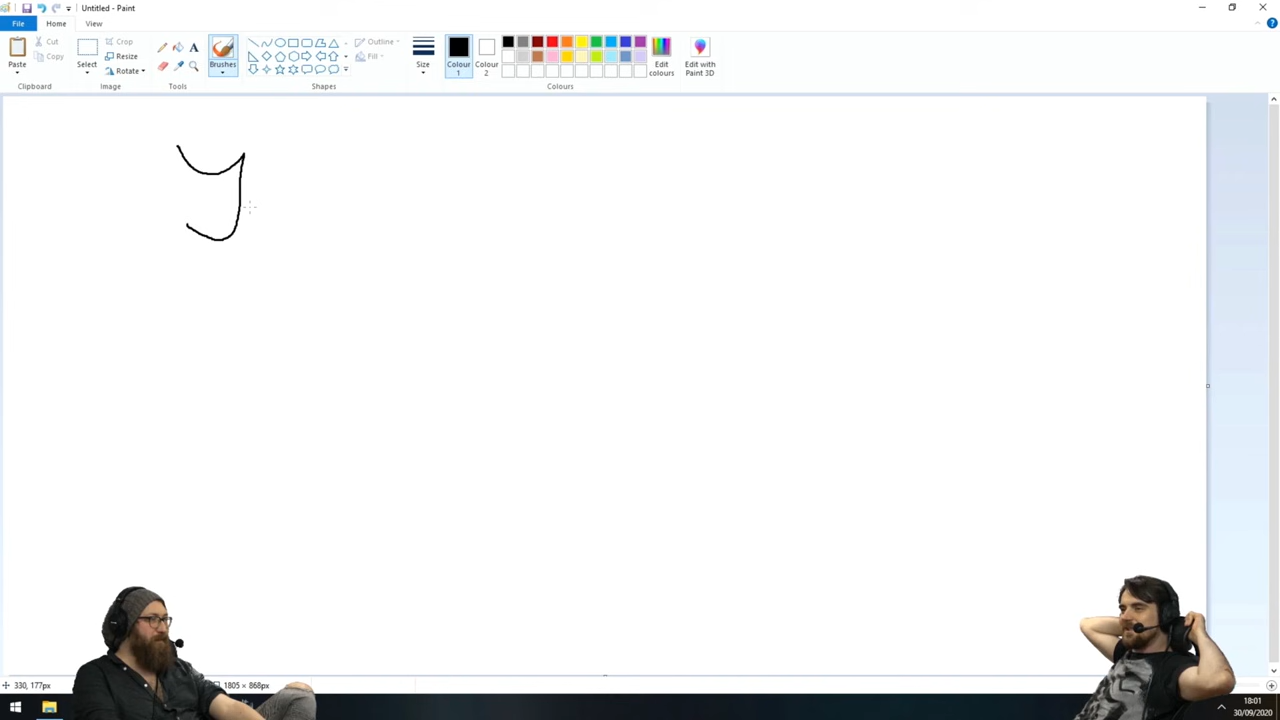 Untitled - Paint
File Home View
Paste Cut Copy Select Crop Resize Rotate Brushes Outline Fill Size Colour 1 Colour 2 Edit colours Edit with Paint 3D
Clipboard Image Tools Shapes Colours
y
330, 177px 1805 × 868px
18:01
30/09/2020